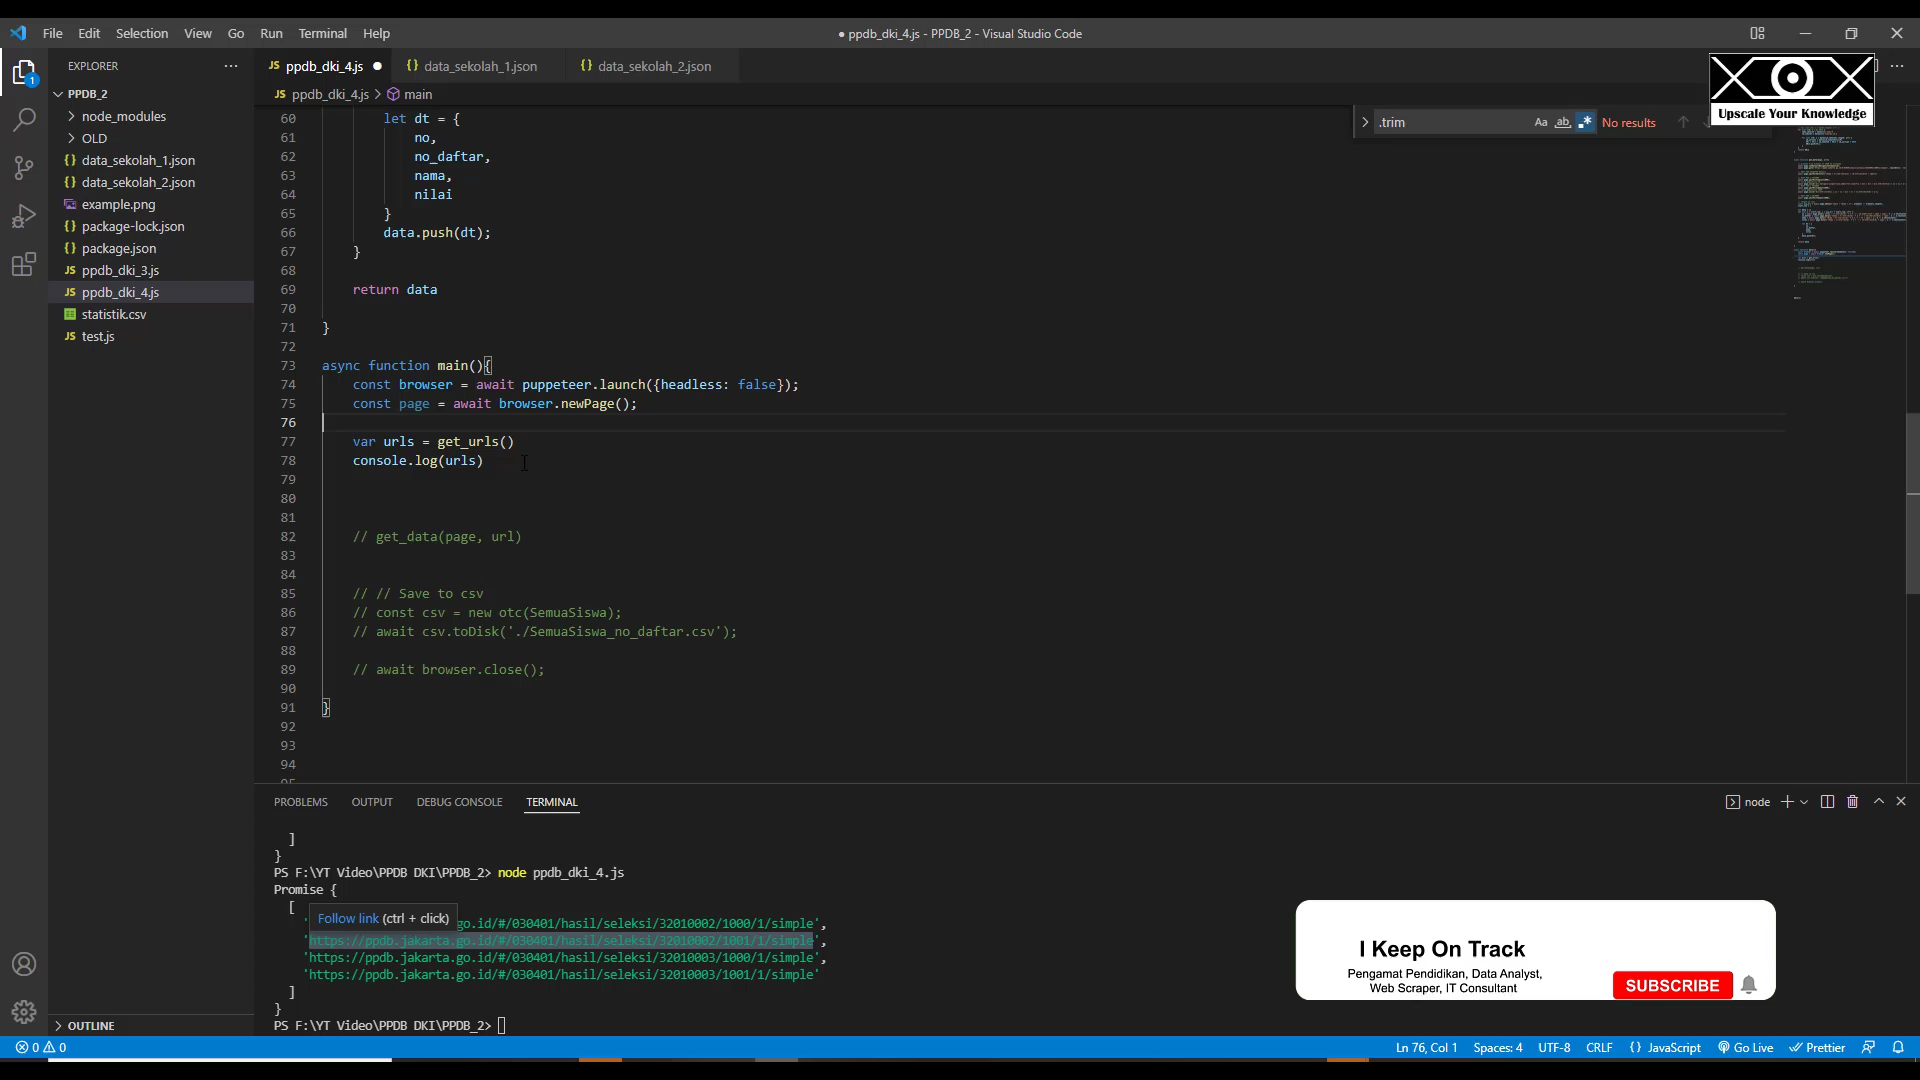 File Edit Selection View Go Run Terminal Help
● ppdb_dki_4.js - PPDB_2 - Visual Studio Code
EXPLORER
PPDB_2
node_modules
OLD
{} data_sekolah_1.json
{} data_sekolah_2.json
example.png
{} package-lock.json
{} package.json
JS ppdb_dki_3.js
JS ppdb_dki_4.js
statistik.csv
JS test.js
OUTLINE
1
JS ppdb_dki_4.js ● {} data_sekolah_1.json {} data_sekolah_2.json
JS ppdb_dki_4.js > main
.trim Aa ab .* No results
Upscale Your Knowledge
60 let dt = {
61 no,
62 no_daftar,
63 nama,
64 nilai
65 }
66 data.push(dt);
67 }
68
69 return data
70
71 }
72
73 async function main(){
74 const browser = await puppeteer.launch({headless: false});
75 const page = await browser.newPage();
76
77 var urls = get_urls()
78 console.log(urls)
79
80
81
82 // get_data(page, url)
83
84
85 // // Save to csv
86 // const csv = new otc(SemuaSiswa);
87 // await csv.toDisk('./SemuaSiswa_no_daftar.csv');
88
89 // await browser.close();
90
91 }
92
93
94
PROBLEMS OUTPUT DEBUG CONSOLE TERMINAL
node
]
}
PS F:\YT Video\PPDB DKI\PPDB_2> node ppdb_dki_4.js
Promise {
[
Follow link (ctrl + click)
' go.id/#/030401/hasil/seleksi/32010002/1000/1/simple',
'https://ppdb.jakarta.go.id/#/030401/hasil/seleksi/32010002/1001/1/simple',
'https://ppdb.jakarta.go.id/#/030401/hasil/seleksi/32010003/1000/1/simple',
'https://ppdb.jakarta.go.id/#/030401/hasil/seleksi/32010003/1001/1/simple'
]
}
PS F:\YT Video\PPDB DKI\PPDB_2>
I Keep On Track
Pengamat Pendidikan, Data Analyst,
Web Scraper, IT Consultant
SUBSCRIBE
0 0
Ln 76, Col 1 Spaces: 4 UTF-8 CRLF {} JavaScript Go Live Prettier